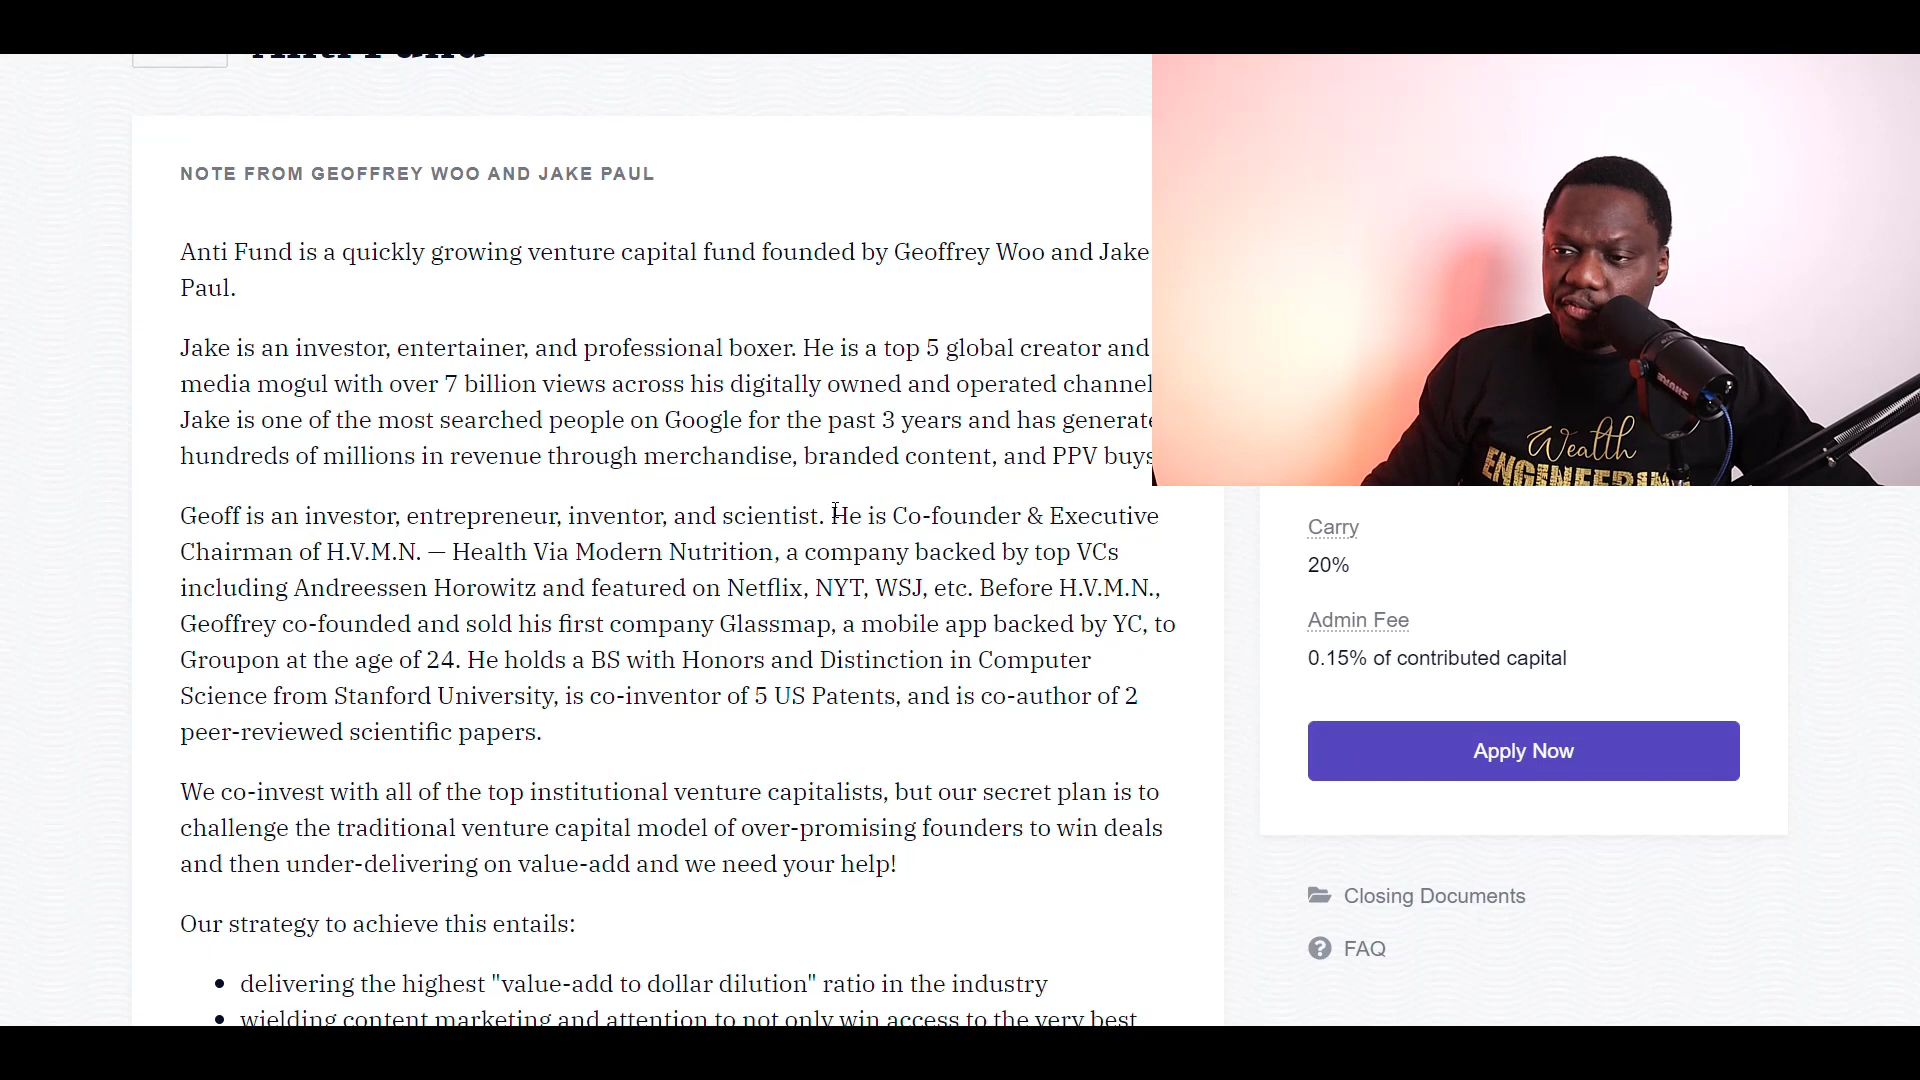 Anti Fund
NOTE FROM GEOFFREY WOO AND JAKE PAUL
Anti Fund is a quickly growing venture capital fund founded by Geoffrey Woo and Jake
Paul.
Jake is an investor, entertainer, and professional boxer. He is a top 5 global creator and
media mogul with over 7 billion views across his digitally owned and operated channel
Jake is one of the most searched people on Google for the past 3 years and has generate
hundreds of millions in revenue through merchandise, branded content, and PPV buys
Geoff is an investor, entrepreneur, inventor, and scientist. He is Co-founder & Executive
Chairman of H.V.M.N. — Health Via Modern Nutrition, a company backed by top VCs
including Andreessen Horowitz and featured on Netflix, NYT, WSJ, etc. Before H.V.M.N.,
Geoffrey co-founded and sold his first company Glassmap, a mobile app backed by YC, to
Groupon at the age of 24. He holds a BS with Honors and Distinction in Computer
Science from Stanford University, is co-inventor of 5 US Patents, and is co-author of 2
peer-reviewed scientific papers.
We co-invest with all of the top institutional venture capitalists, but our secret plan is to
challenge the traditional venture capital model of over-promising founders to win deals
and then under-delivering on value-add and we need your help!
Our strategy to achieve this entails:
• delivering the highest "value-add to dollar dilution" ratio in the industry
• wielding content marketing and attention to not only win access to the very best
Wealth
ENGINEERING
SHURE
Carry
20%
Admin Fee
0.15% of contributed capital
Apply Now
Closing Documents
FAQ